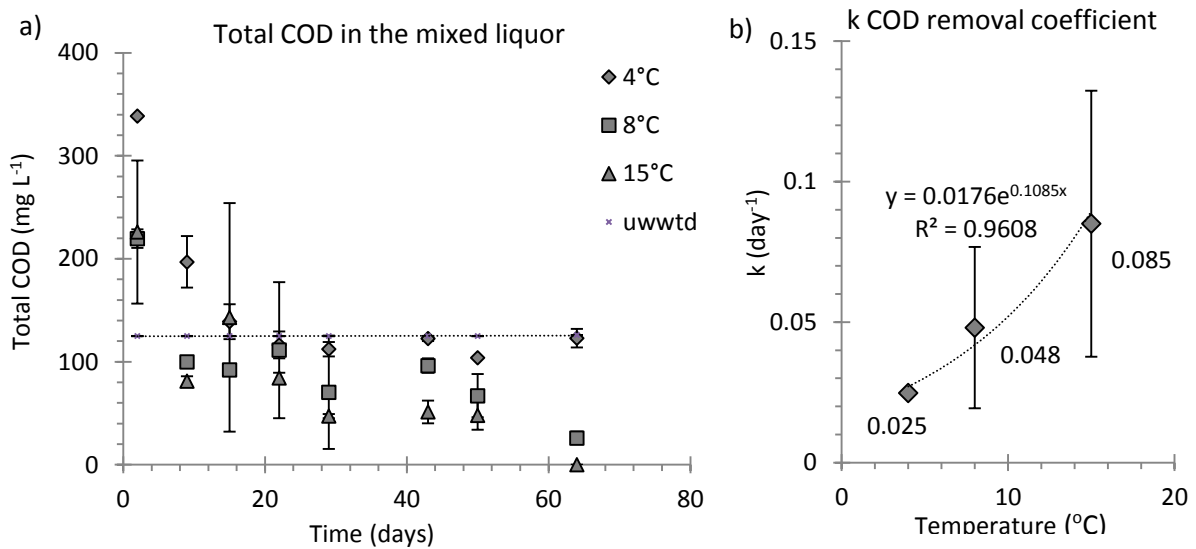 a)
Total COD in the mixed liquor
400
300
200
100
0
0
20
40
60
80
Total COD (mg L⁻¹)
Time (days)
4°C
8°C
15°C
uwwtd
b)
k COD removal coefficient
0.15
0.1
0.05
0
0
10
20
k (day⁻¹)
Temperature (°C)
y = 0.0176e^0.1085x
R² = 0.9608
0.085
0.048
0.025